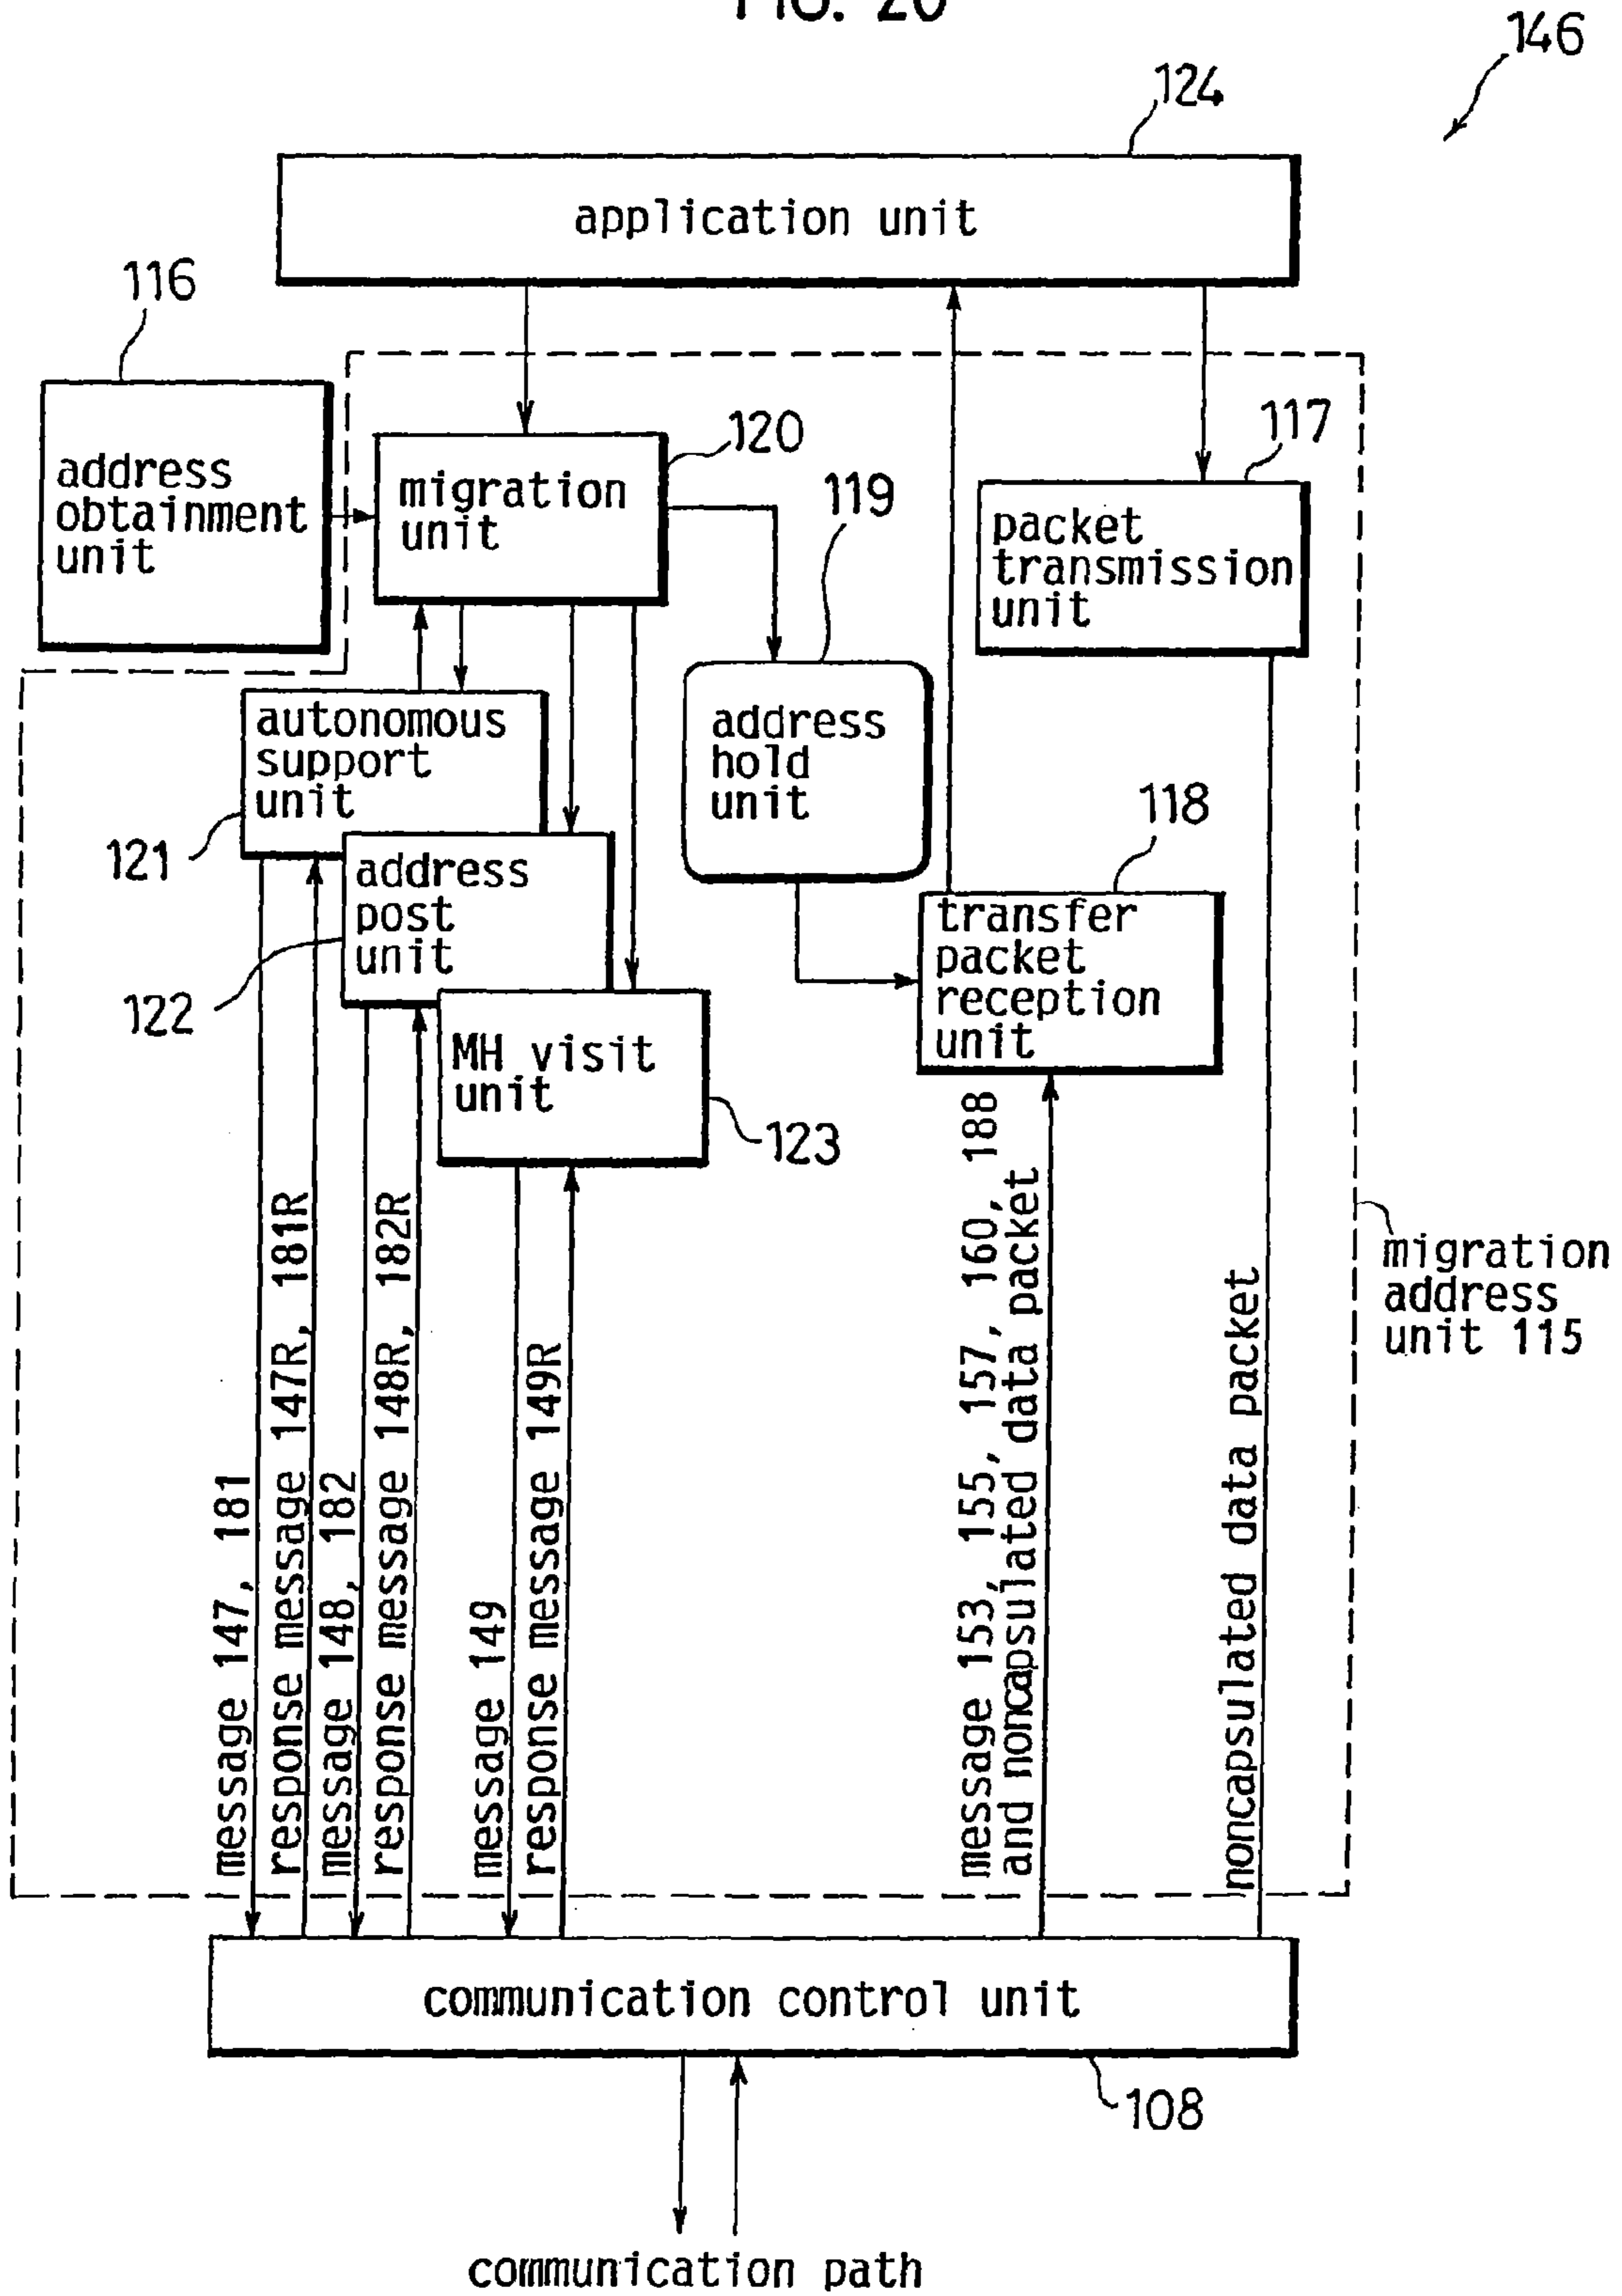 FIG. 20
146
124
application unit
116
address
obtainment
unit
migration
unit
120
119
117
packet
transmission
unit
autonomous
support
unit
121
address
hold
unit
118
address
post
unit
122
transfer
packet
reception
unit
MH visit
unit
123
message 147, 181
response message 147R, 181R
message 148, 182
response message 148R, 182R
message 149
response message 149R
message 153, 155, 157, 160, 188
and noncapsulated data packet
noncapsulated data packet
migration
address
unit 115
communication control unit
108
communication path